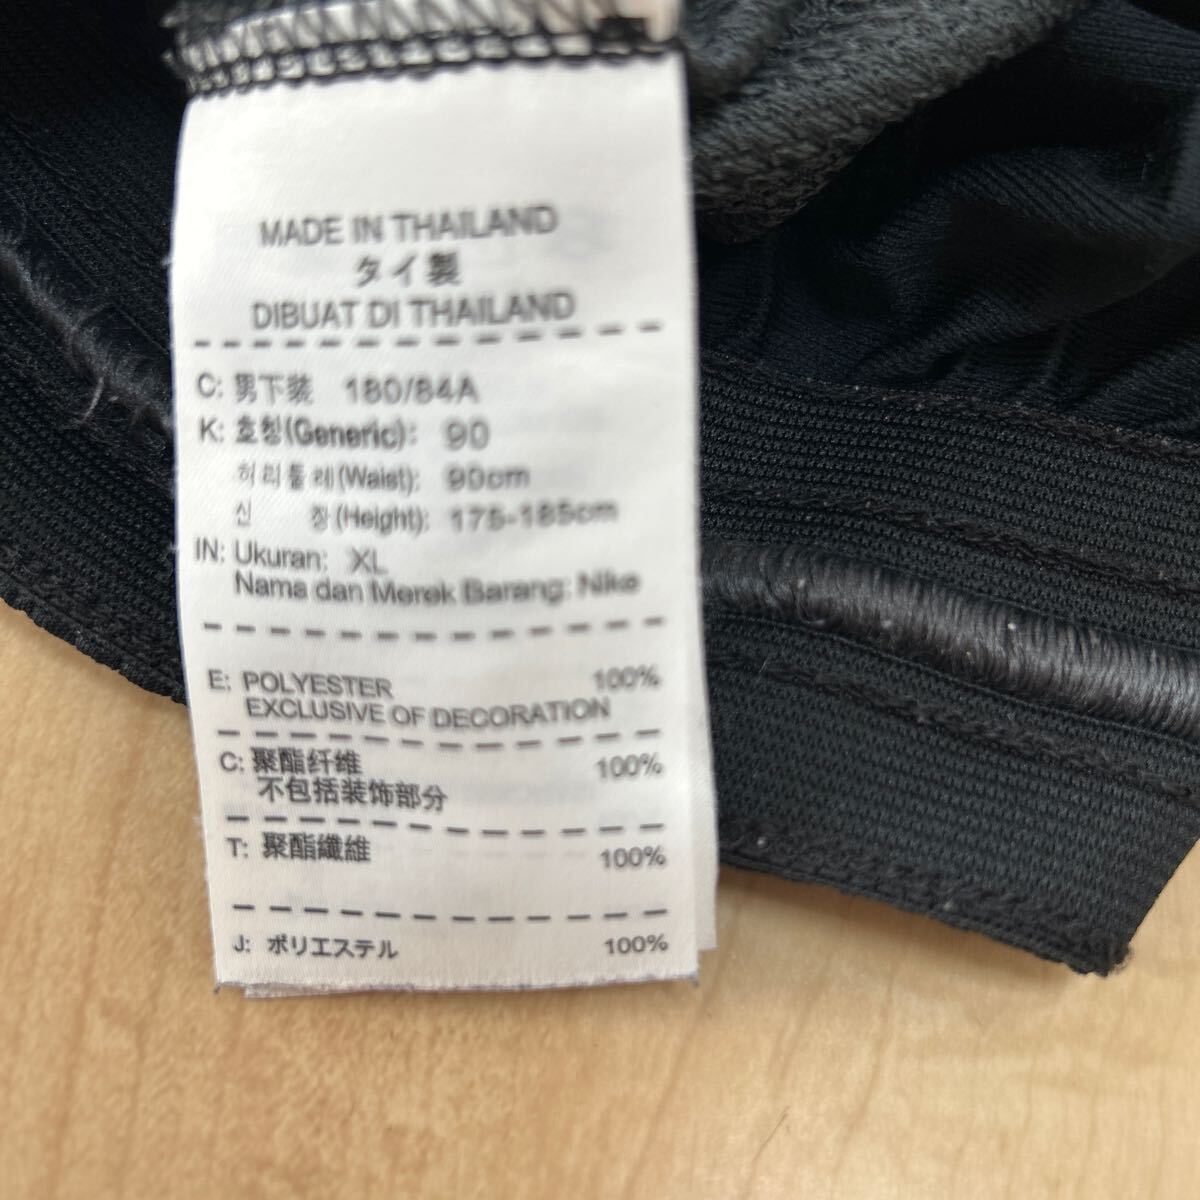 MADE IN THAILAND
タイ製
DIBUAT DI THAILAND
C: 男下装 180/84A
K: 호칭(Generic): 90
허리둘레(Waist): 90cm
신 장(Height): 175-185cm
IN: Ukuran: XL
Nama dan Merek Barang: Nike
E: POLYESTER 100%
EXCLUSIVE OF DECORATION
C: 聚酯纤维 100%
不包括装饰部分
T: 聚酯纖維 100%
J: ポリエステル 100%